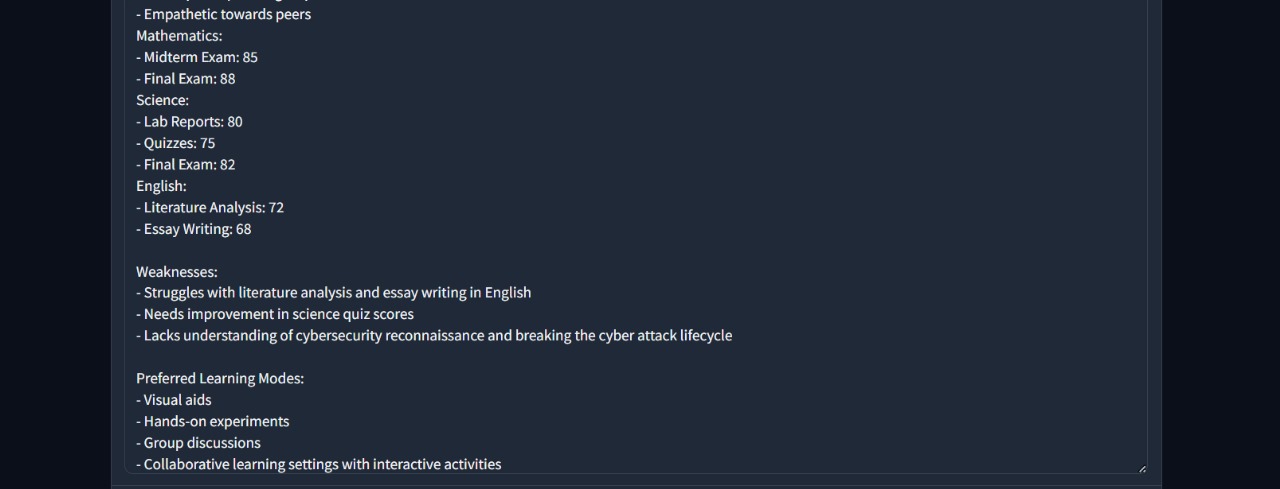 - Empathetic towards peers
Mathematics:
- Midterm Exam: 85
- Final Exam: 88
Science:
- Lab Reports: 80
- Quizzes: 75
- Final Exam: 82
English:
- Literature Analysis: 72
- Essay Writing: 68
Weaknesses:
- Struggles with literature analysis and essay writing in English
- Needs improvement in science quiz scores
- Lacks understanding of cybersecurity reconnaissance and breaking the cyber attack lifecycle
Preferred Learning Modes:
- Visual aids
- Hands-on experiments
- Group discussions
- Collaborative learning settings with interactive activities